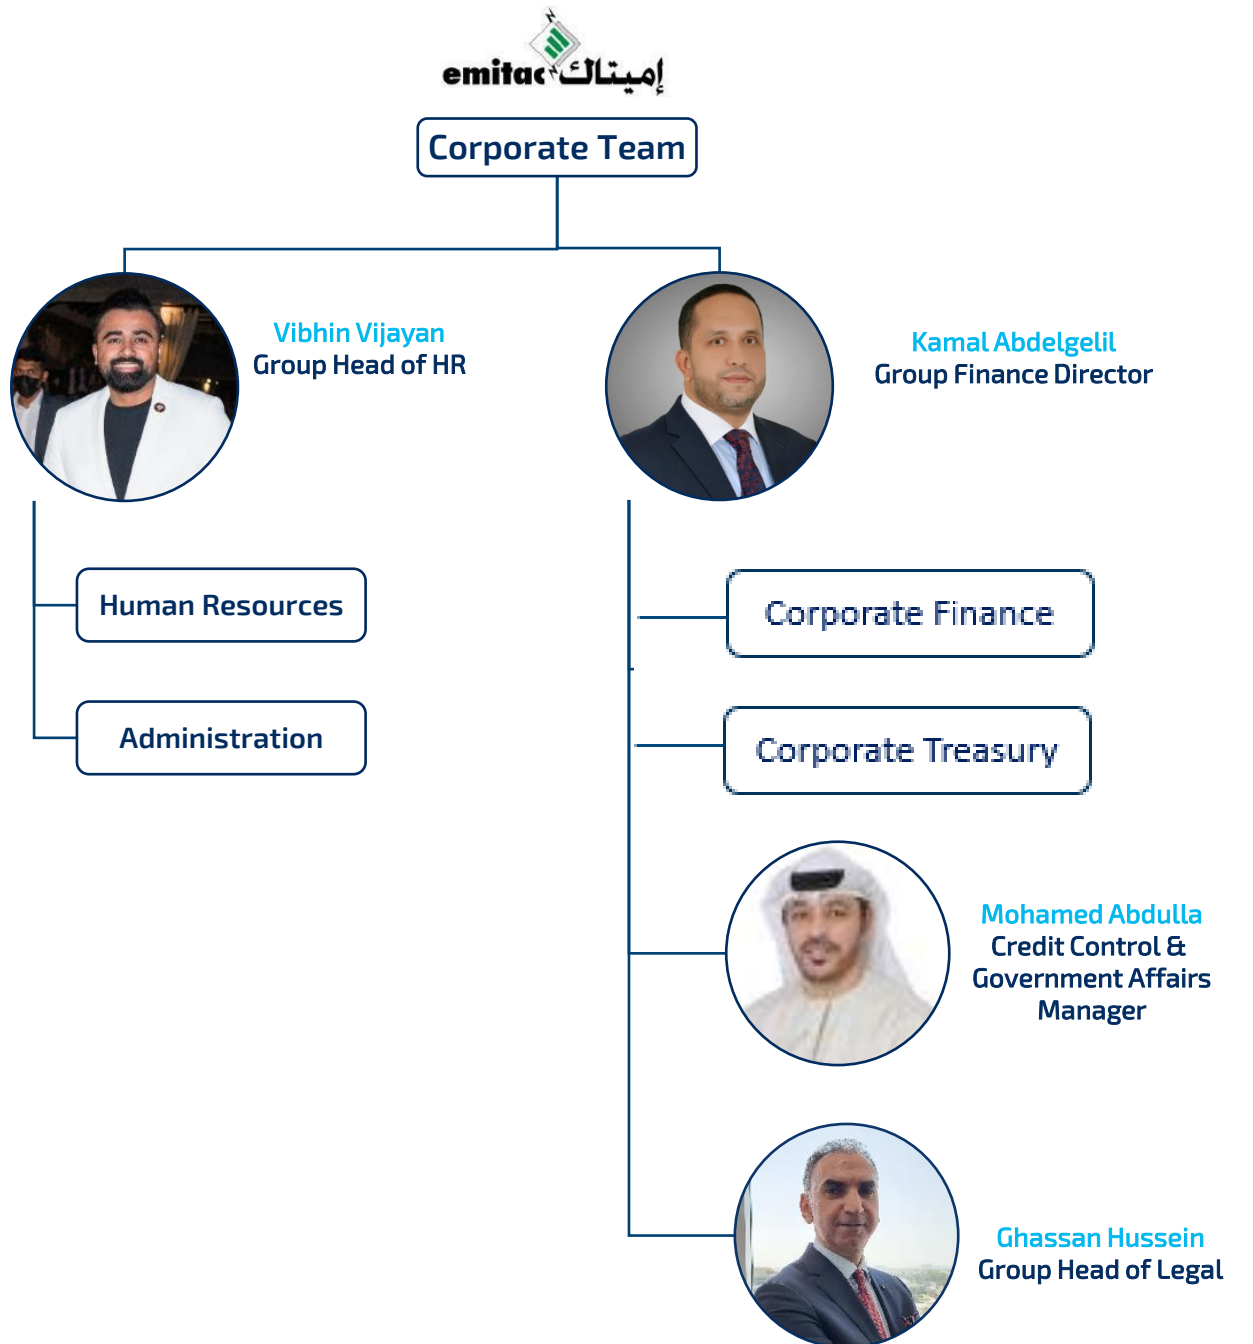 emitac إميتاك
Corporate Team
Vibhin Vijayan
Group Head of HR
Kamal Abdelgelil
Group Finance Director
Human Resources
Administration
Corporate Finance
Corporate Treasury
Mohamed Abdulla
Credit Control &
Government Affairs
Manager
Ghassan Hussein
Group Head of Legal